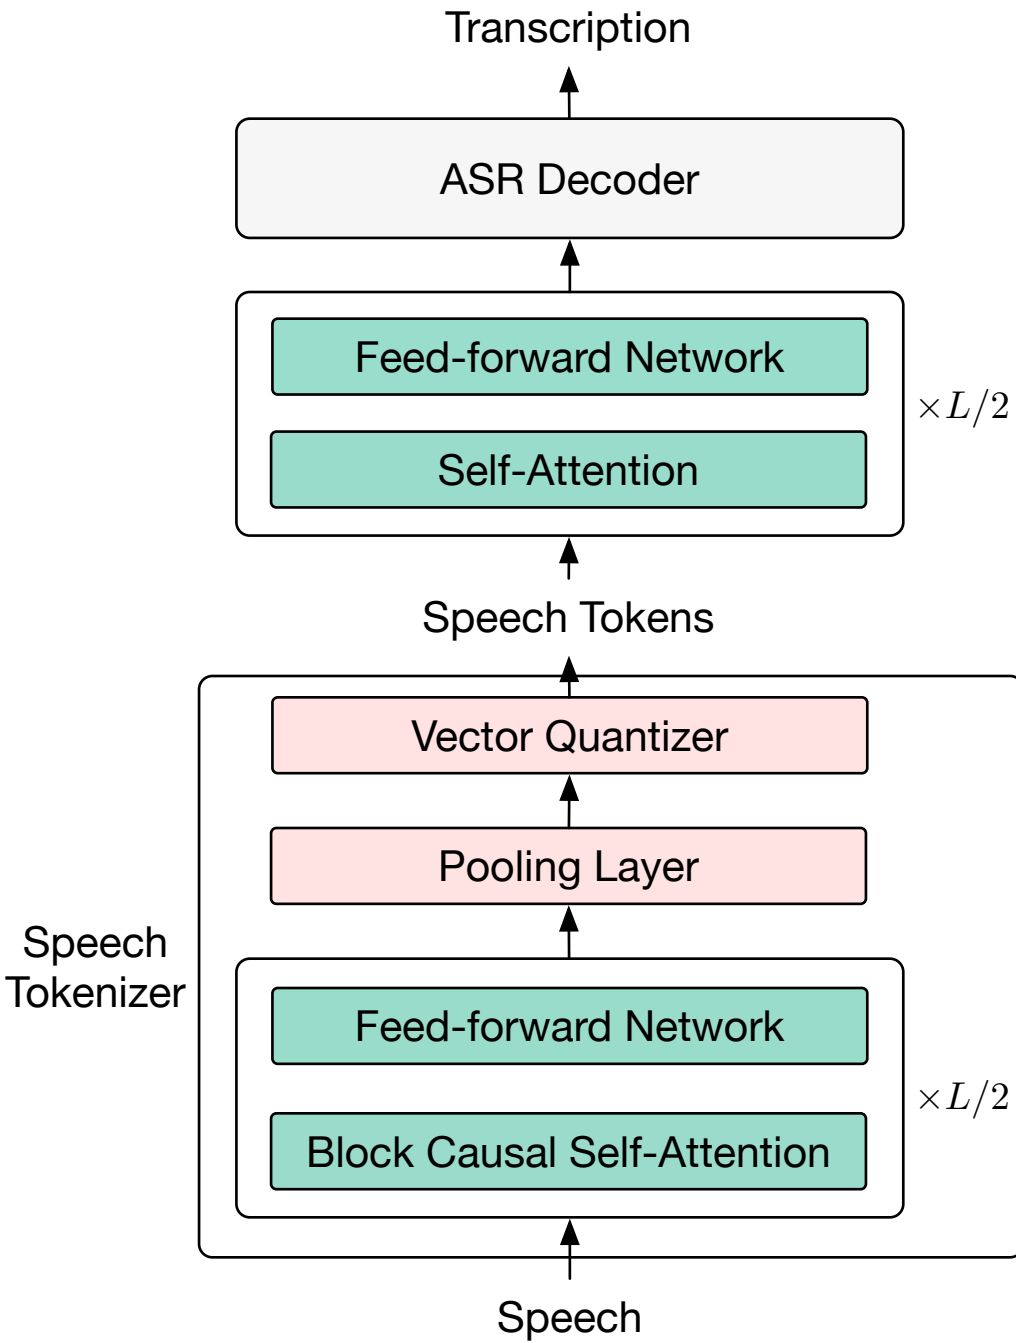 Transcription
ASR Decoder
Feed-forward Network
×L/2
Self-Attention
Speech Tokens
Vector Quantizer
Pooling Layer
Speech
Tokenizer
Feed-forward Network
×L/2
Block Causal Self-Attention
Speech